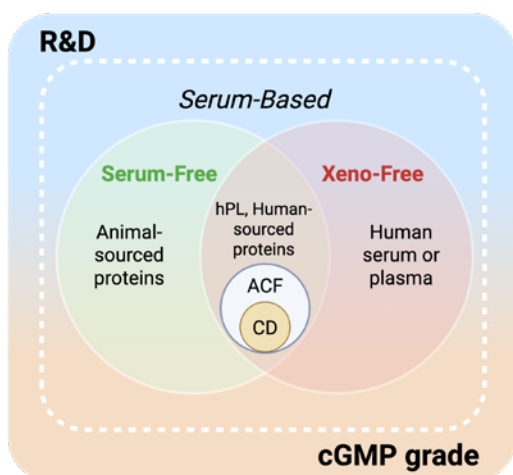 R&D
Serum-Based
Serum-Free
Xeno-Free
Animal-
sourced
proteins
hPL, Human-
sourced
proteins
Human
serum or
plasma
ACF
CD
cGMP grade